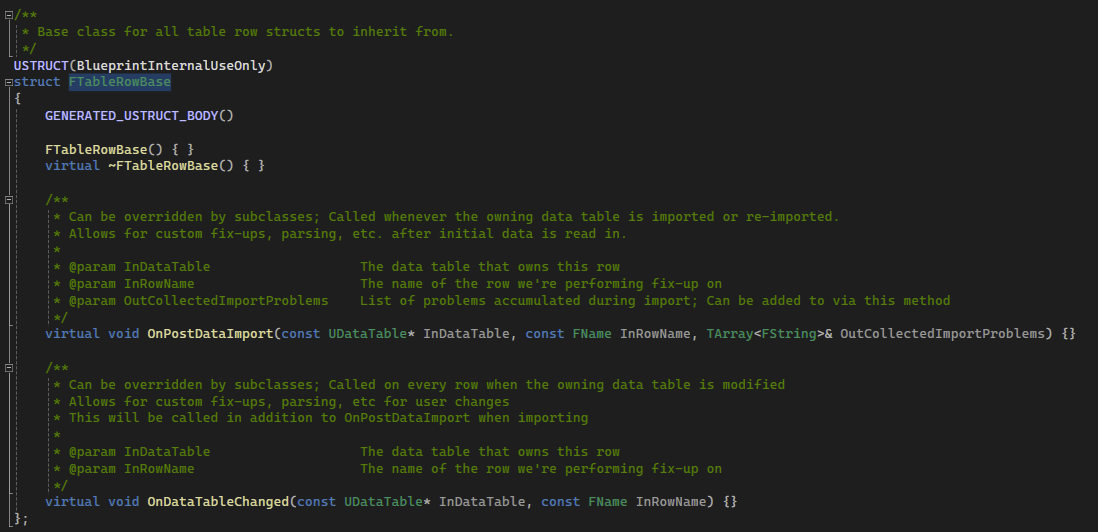 /**
 * Base class for all table row structs to inherit from.
 */
USTRUCT(BlueprintInternalUseOnly)
struct FTableRowBase
{
    GENERATED_USTRUCT_BODY()

    FTableRowBase() { }
    virtual ~FTableRowBase() { }

    /**
     * Can be overridden by subclasses; Called whenever the owning data table is imported or re-imported.
     * Allows for custom fix-ups, parsing, etc. after initial data is read in.
     *
     * @param InDataTable                   The data table that owns this row
     * @param InRowName                     The name of the row we're performing fix-up on
     * @param OutCollectedImportProblems    List of problems accumulated during import; Can be added to via this method
     */
    virtual void OnPostDataImport(const UDataTable* InDataTable, const FName InRowName, TArray<FString>& OutCollectedImportProblems) {}

    /**
     * Can be overridden by subclasses; Called on every row when the owning data table is modified
     * Allows for custom fix-ups, parsing, etc for user changes
     * This will be called in addition to OnPostDataImport when importing
     *
     * @param InDataTable                   The data table that owns this row
     * @param InRowName                     The name of the row we're performing fix-up on
     */
    virtual void OnDataTableChanged(const UDataTable* InDataTable, const FName InRowName) {}
};